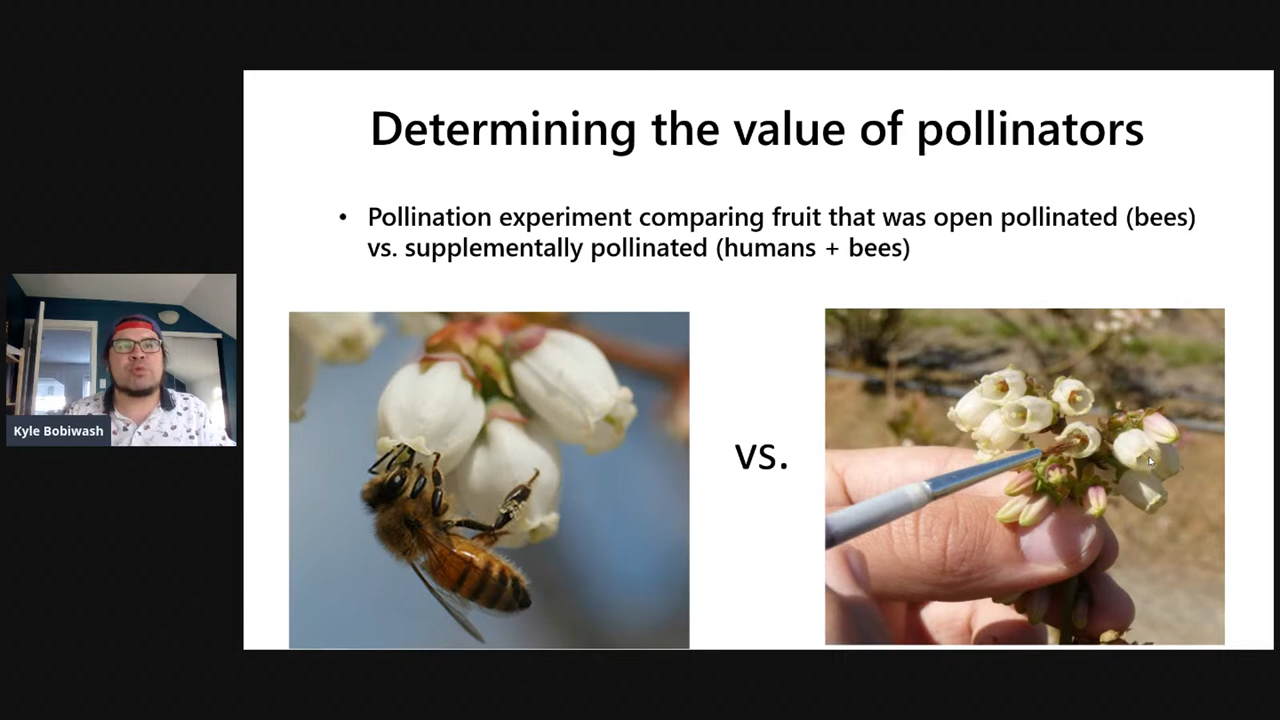 Determining the value of pollinators
• Pollination experiment comparing fruit that was open pollinated (bees)
vs. supplementally pollinated (humans + bees)
vs.
Kyle Bobiwash